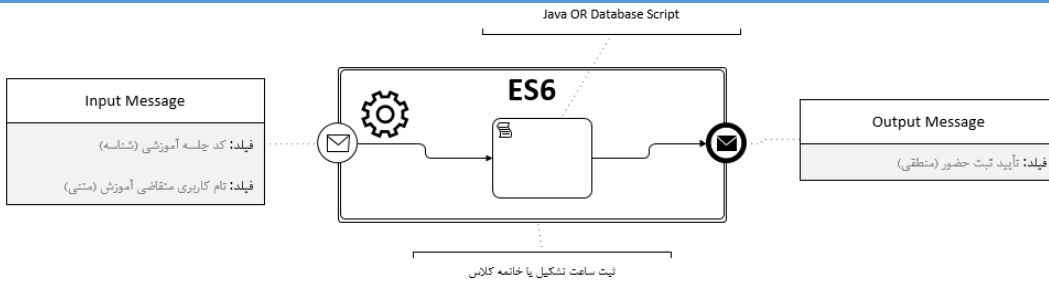 Java OR Database Script
ES6
Input Message
فیلد: کد جلسه آموزشی (شناسه)
فیلد: نام کاربری متقاضی آموزش (متنی)
Output Message
فیلد: تأیید ثبت حضور (منطقی)
ثبت ساعت تشکیل یا خاتمه کلاس